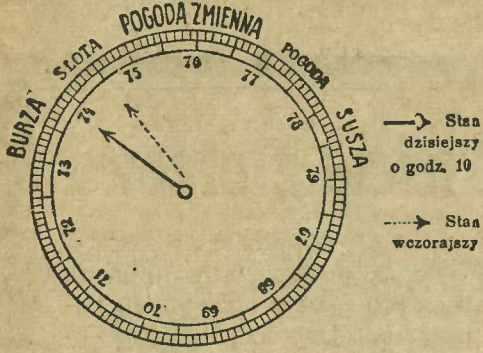 POGODA ZMIENNA
SŁOTA
POGODA
BURZA
SUSZA
76
75
77
74
78
73
79
72
67
71
68
70
69
Stan
dzisiejszy
o godz. 10
Stan
wczorajszy